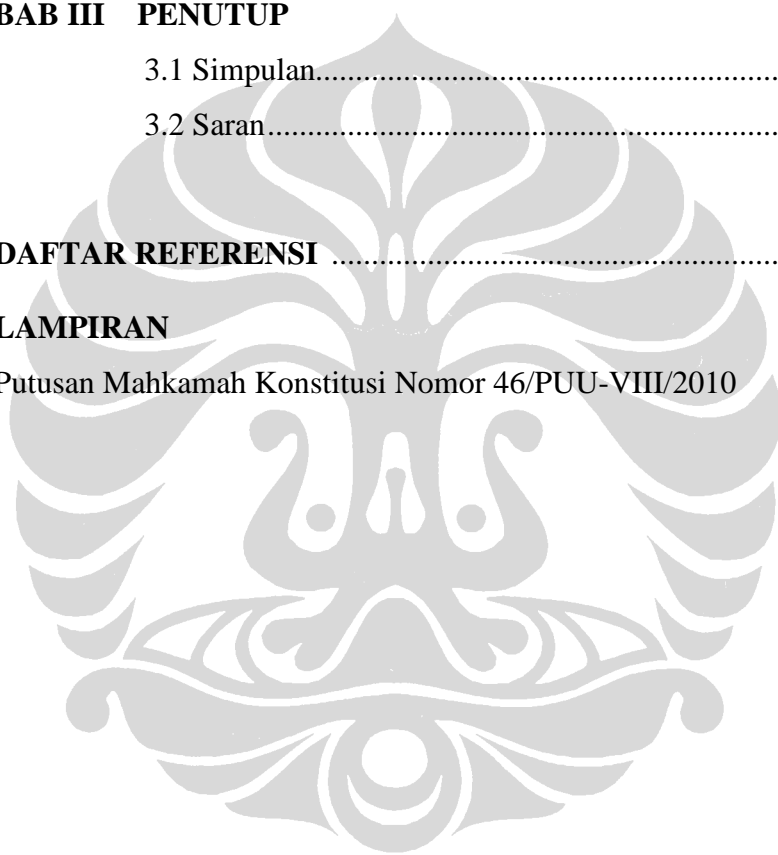 BAB III PENUTUP
3.1 Simpulan................................................................
3.2 Saran.......................................................................
DAFTAR REFERENSI ..............................................................
LAMPIRAN
Putusan Mahkamah Konstitusi Nomor 46/PUU-VIII/2010